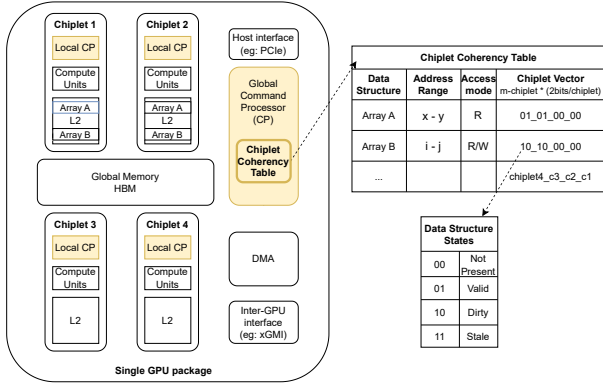 Chiplet 1
Local CP
Compute
Units
Array A
L2
Array B
Chiplet 2
Local CP
Compute
Units
Array A
L2
Array B
Host interface
(eg: PCIe)
Global
Command
Processor
(CP)
Chiplet
Coherency
Table
Global Memory
HBM
Chiplet 3
Local CP
Compute
Units
L2
Chiplet 4
Local CP
Compute
Units
L2
DMA
Inter-GPU
interface
(eg: xGMI)
Single GPU package
Chiplet Coherency Table
Data
Structure
Address
Range
Access
mode
Chiplet Vector
m-chiplet * (2bits/chiplet)
Array A
x - y
R
01_01_00_00
Array B
i - j
R/W
10_10_00_00
...
chiplet4_c3_c2_c1
Data Structure
States
00
Not
Present
01
Valid
10
Dirty
11
Stale